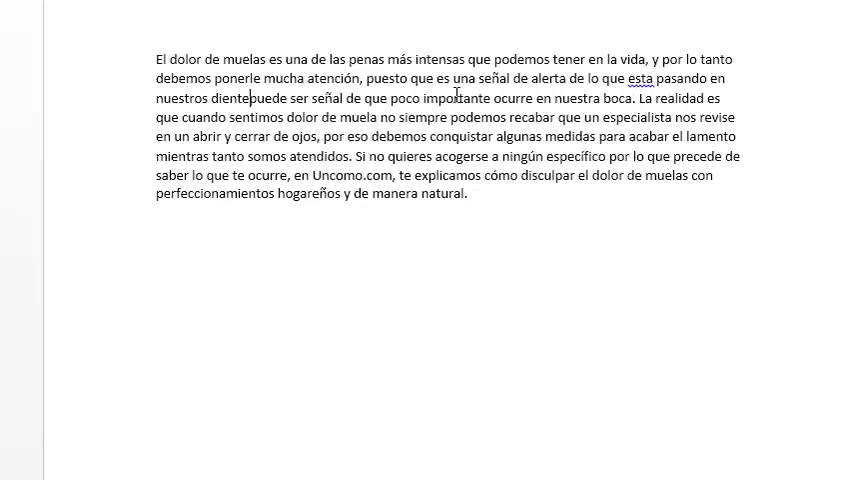 El dolor de muelas es una de las penas más intensas que podemos tener en la vida, y por lo tanto
debemos ponerle mucha atención, puesto que es una señal de alerta de lo que esta pasando en
nuestros dientepuede ser señal de que poco importante ocurre en nuestra boca. La realidad es
que cuando sentimos dolor de muela no siempre podemos recabar que un especialista nos revise
en un abrir y cerrar de ojos, por eso debemos conquistar algunas medidas para acabar el lamento
mientras tanto somos atendidos. Si no quieres acogerse a ningún específico por lo que precede de
saber lo que te ocurre, en Uncomo.com, te explicamos cómo disculpar el dolor de muelas con
perfeccionamientos hogareños y de manera natural.